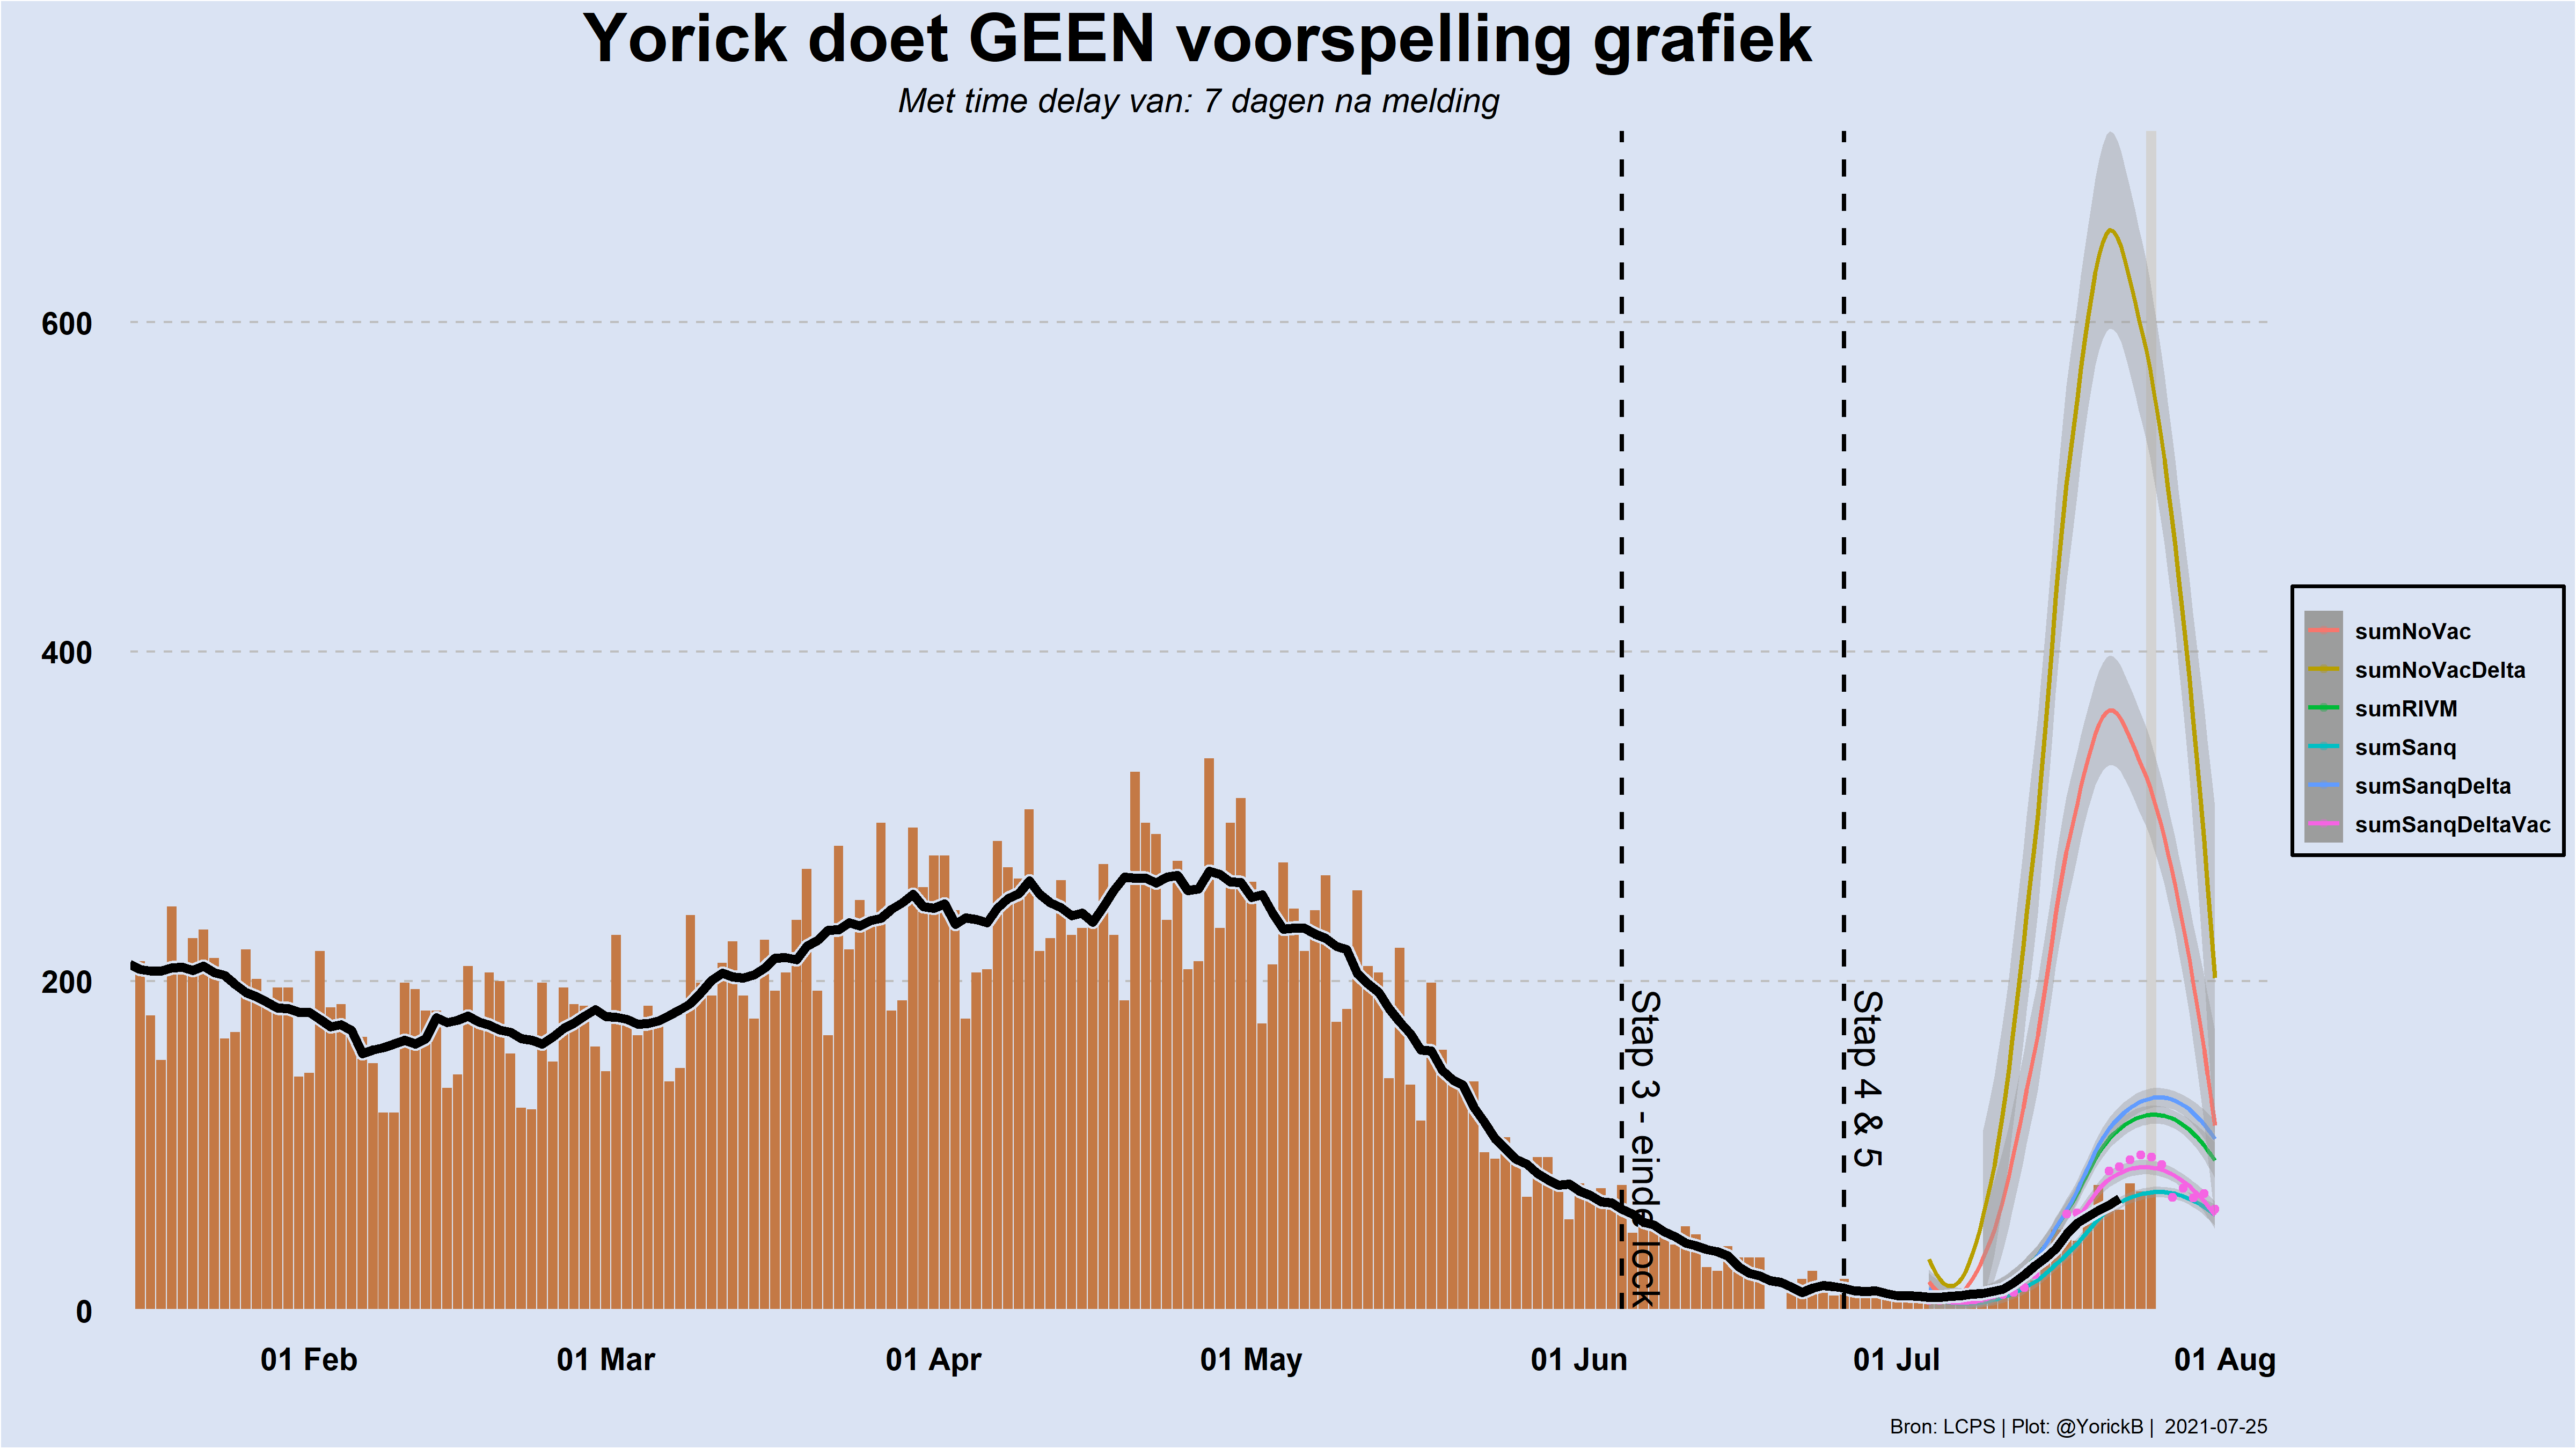 Yorick doet GEEN voorspelling grafiek
Met time delay van: 7 dagen na melding
600
400
200
0
Stap 3 - einde lock
Stap 4 & 5
sumNoVac
sumNoVacDelta
sumRIVM
sumSanq
sumSanqDelta
sumSanqDeltaVac
01 Feb
01 Mar
01 Apr
01 May
01 Jun
01 Jul
01 Aug
Bron: LCPS | Plot: @YorickB | 2021-07-25